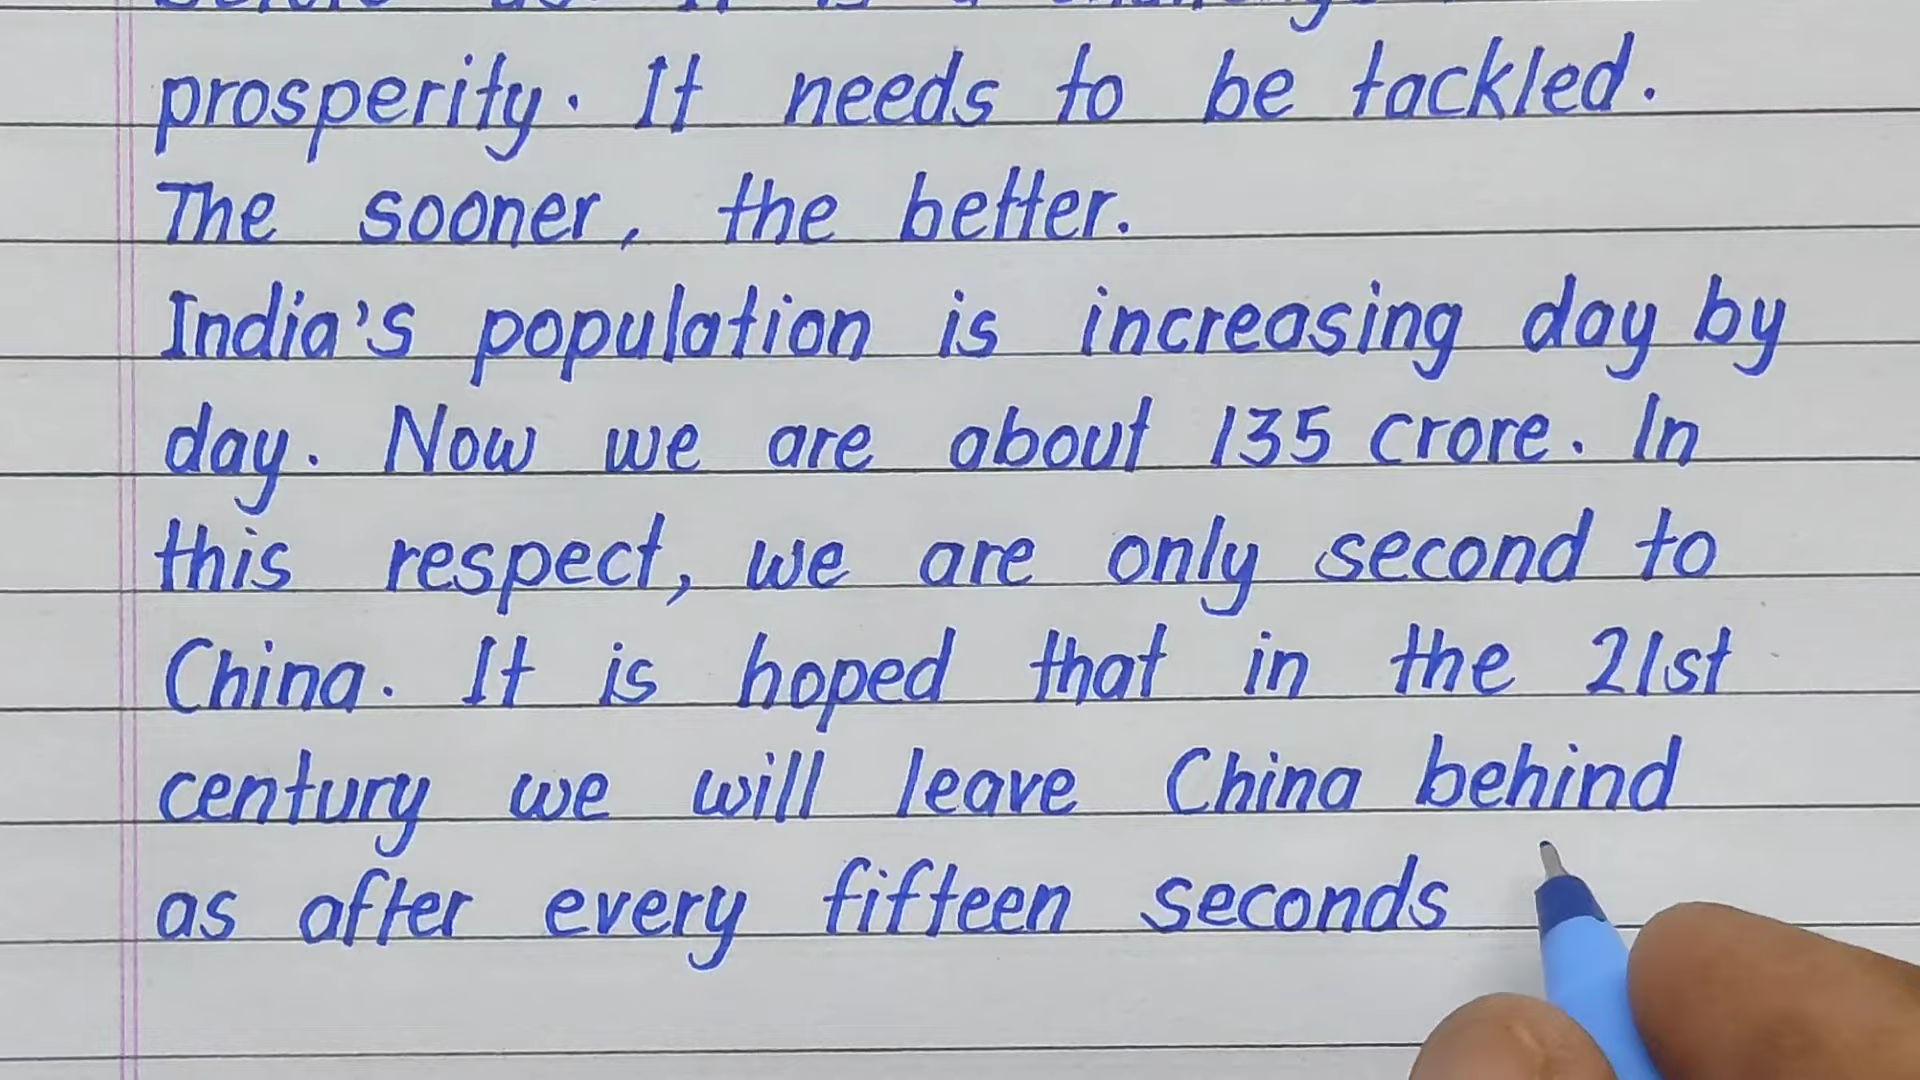 prosperity. It needs to be tackled.
The sooner, the better.
India's population is increasing day by
day. Now we are about 135 crore. In
this respect, we are only second to
China. It is hoped that in the 21st
century we will leave China behind
as after every fifteen seconds